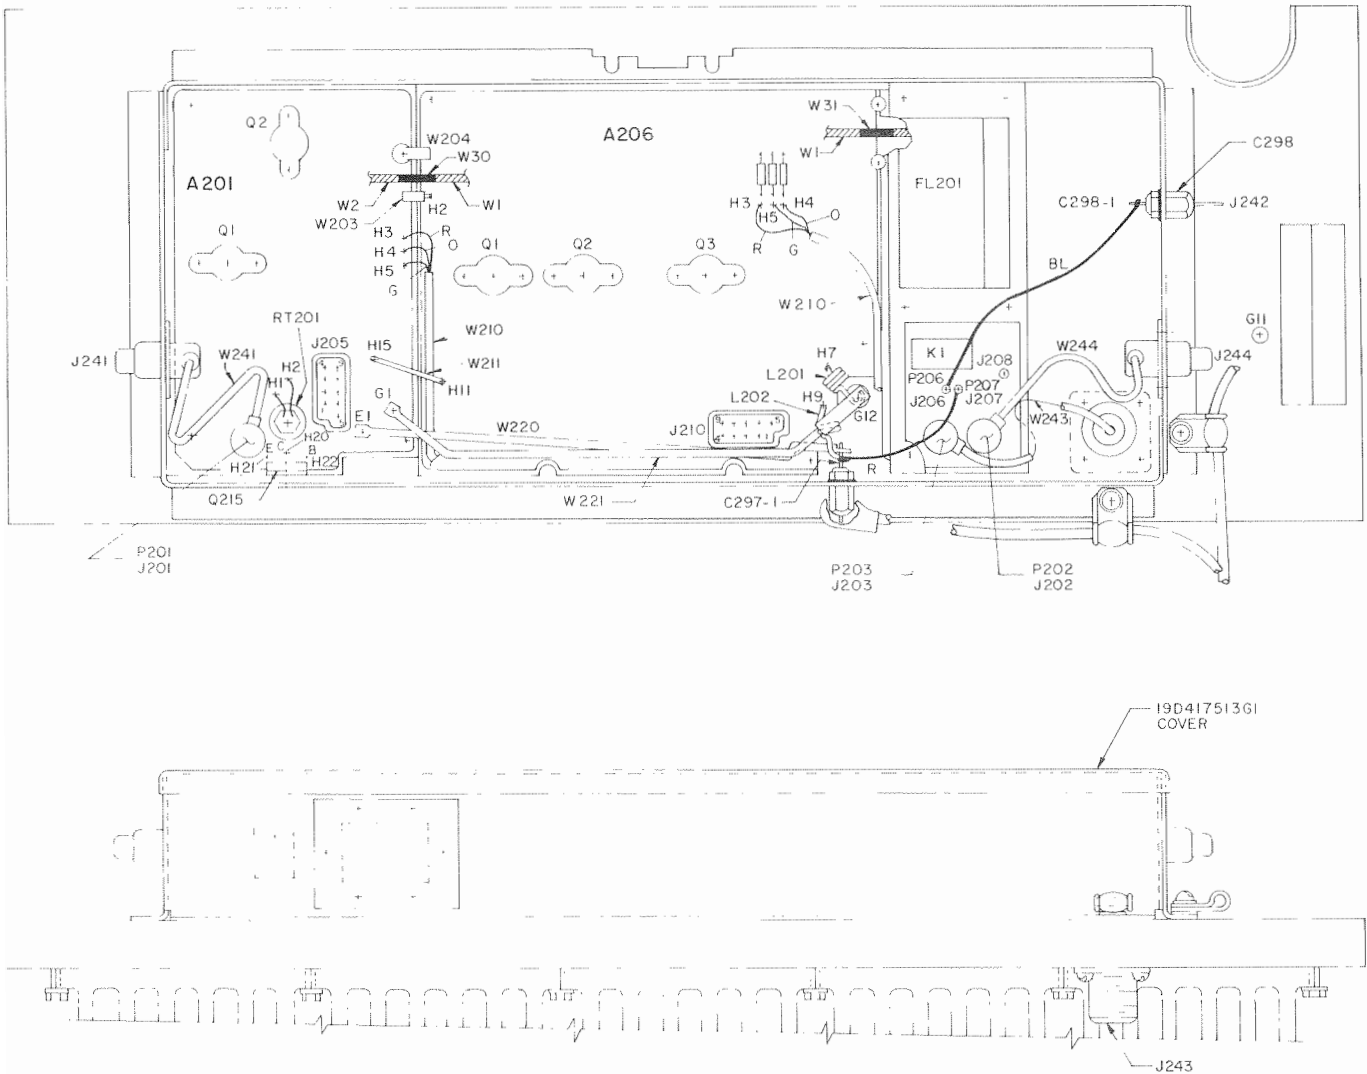 Q2
W204
W30
A206
W31
W1
A201
FL201
C298
C298-1
J242
W2
W203
H2
W1
H3
H4
H5
R
O
G
H3
H5
H4
O
R
G
Q1
Q1
Q2
Q3
BL
W210
RT201
J205
H15
W210
W211
H11
G11
J241
W241
H2
H1
G1
E1
H7
L201
H9
L202
G12
K1
J208
P206
J206
P207
J207
W244
J244
W243
J210
W220
H20
E
C
B
H21
H22
Q215
W221
C297-1
R
P201
J201
P203
J203
P202
J202
19D417513G1
COVER
J243